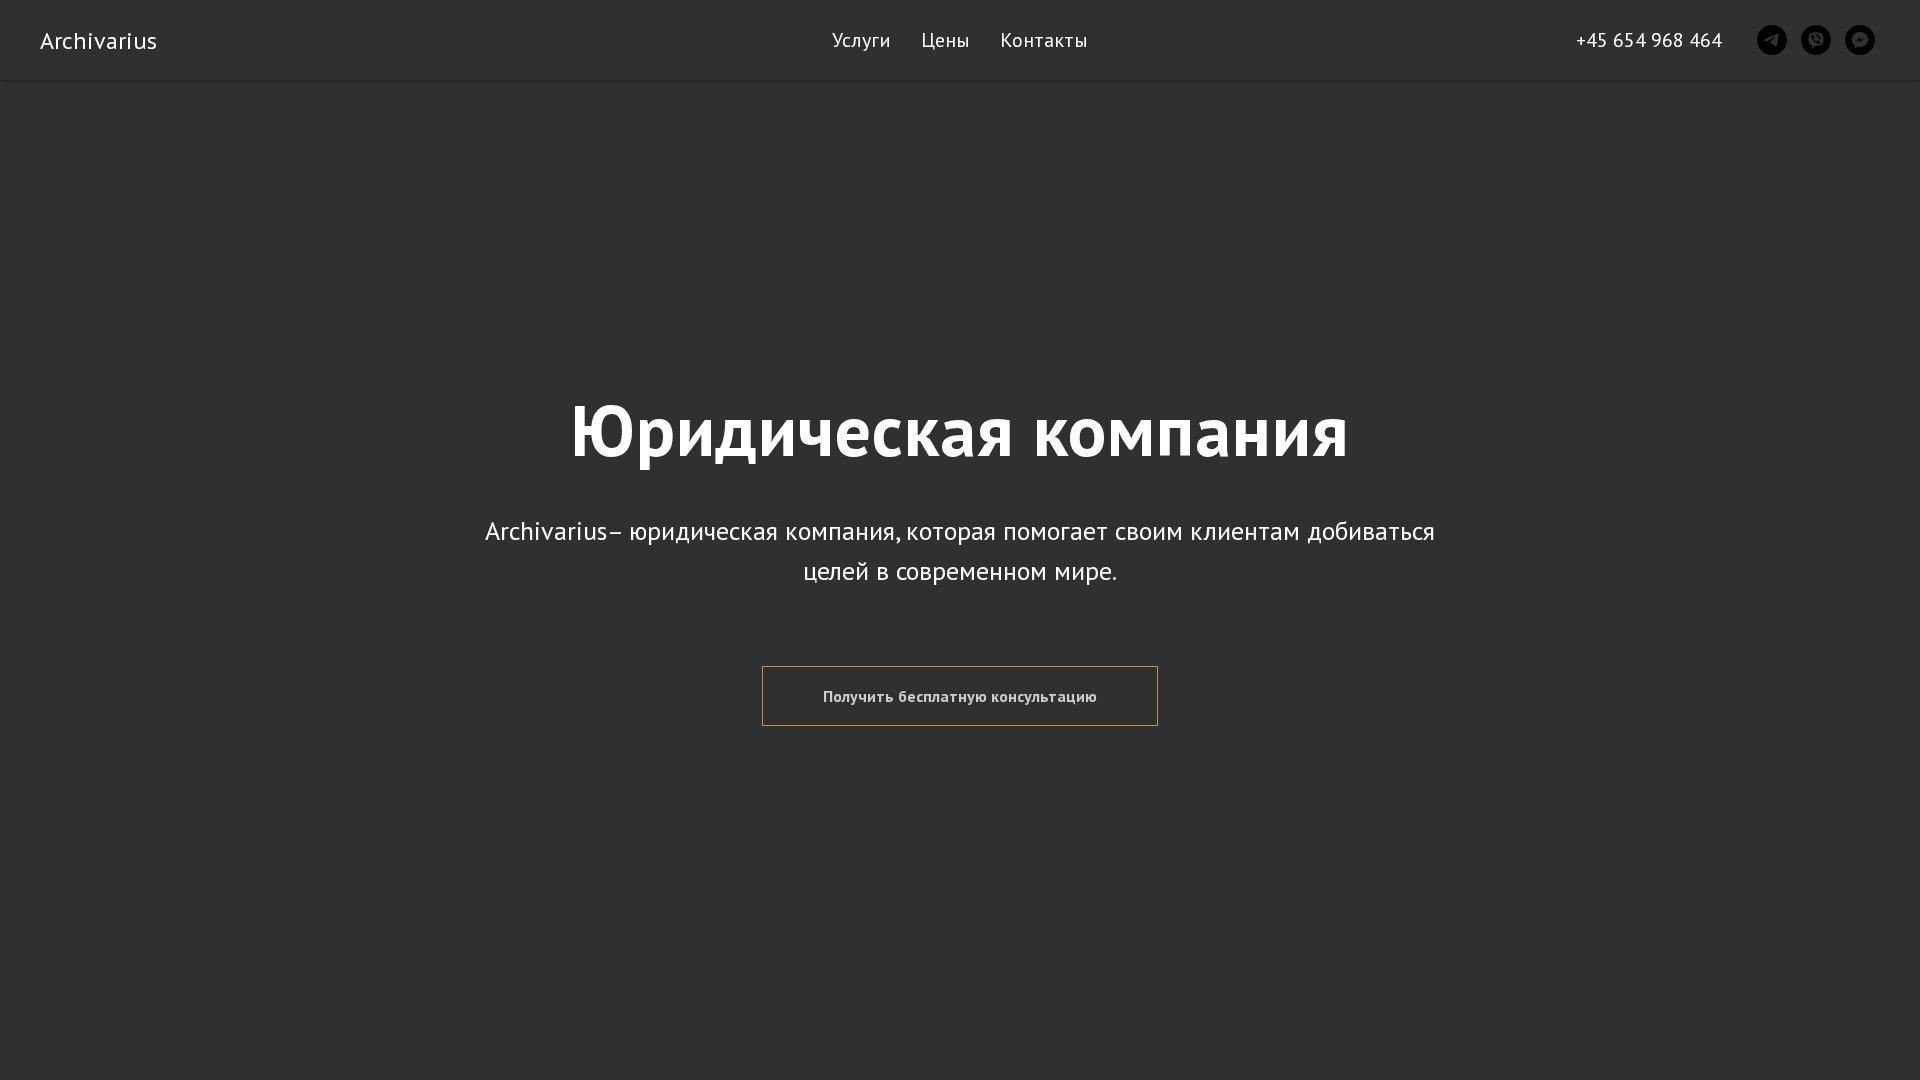 Archivarius
Услуги
Цены
Контакты
+45 654 968 464
Юридическая компания
Archivarius– юридическая компания, которая помогает своим клиентам добиваться
целей в современном мире.
Получить бесплатную консультацию